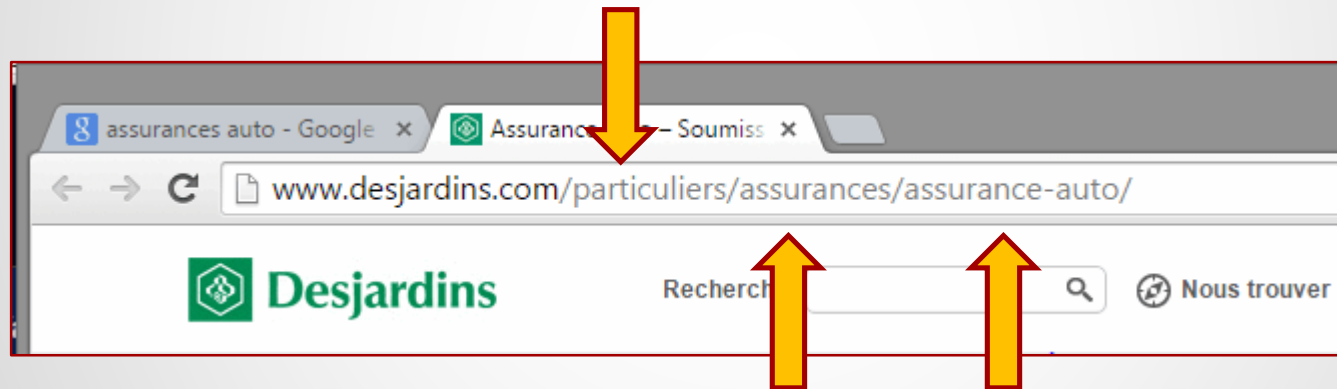 assurances auto - Google
Assurance – Soumiss
www.desjardins.com/particuliers/assurances/assurance-auto/
Desjardins
Recherch
Nous trouver